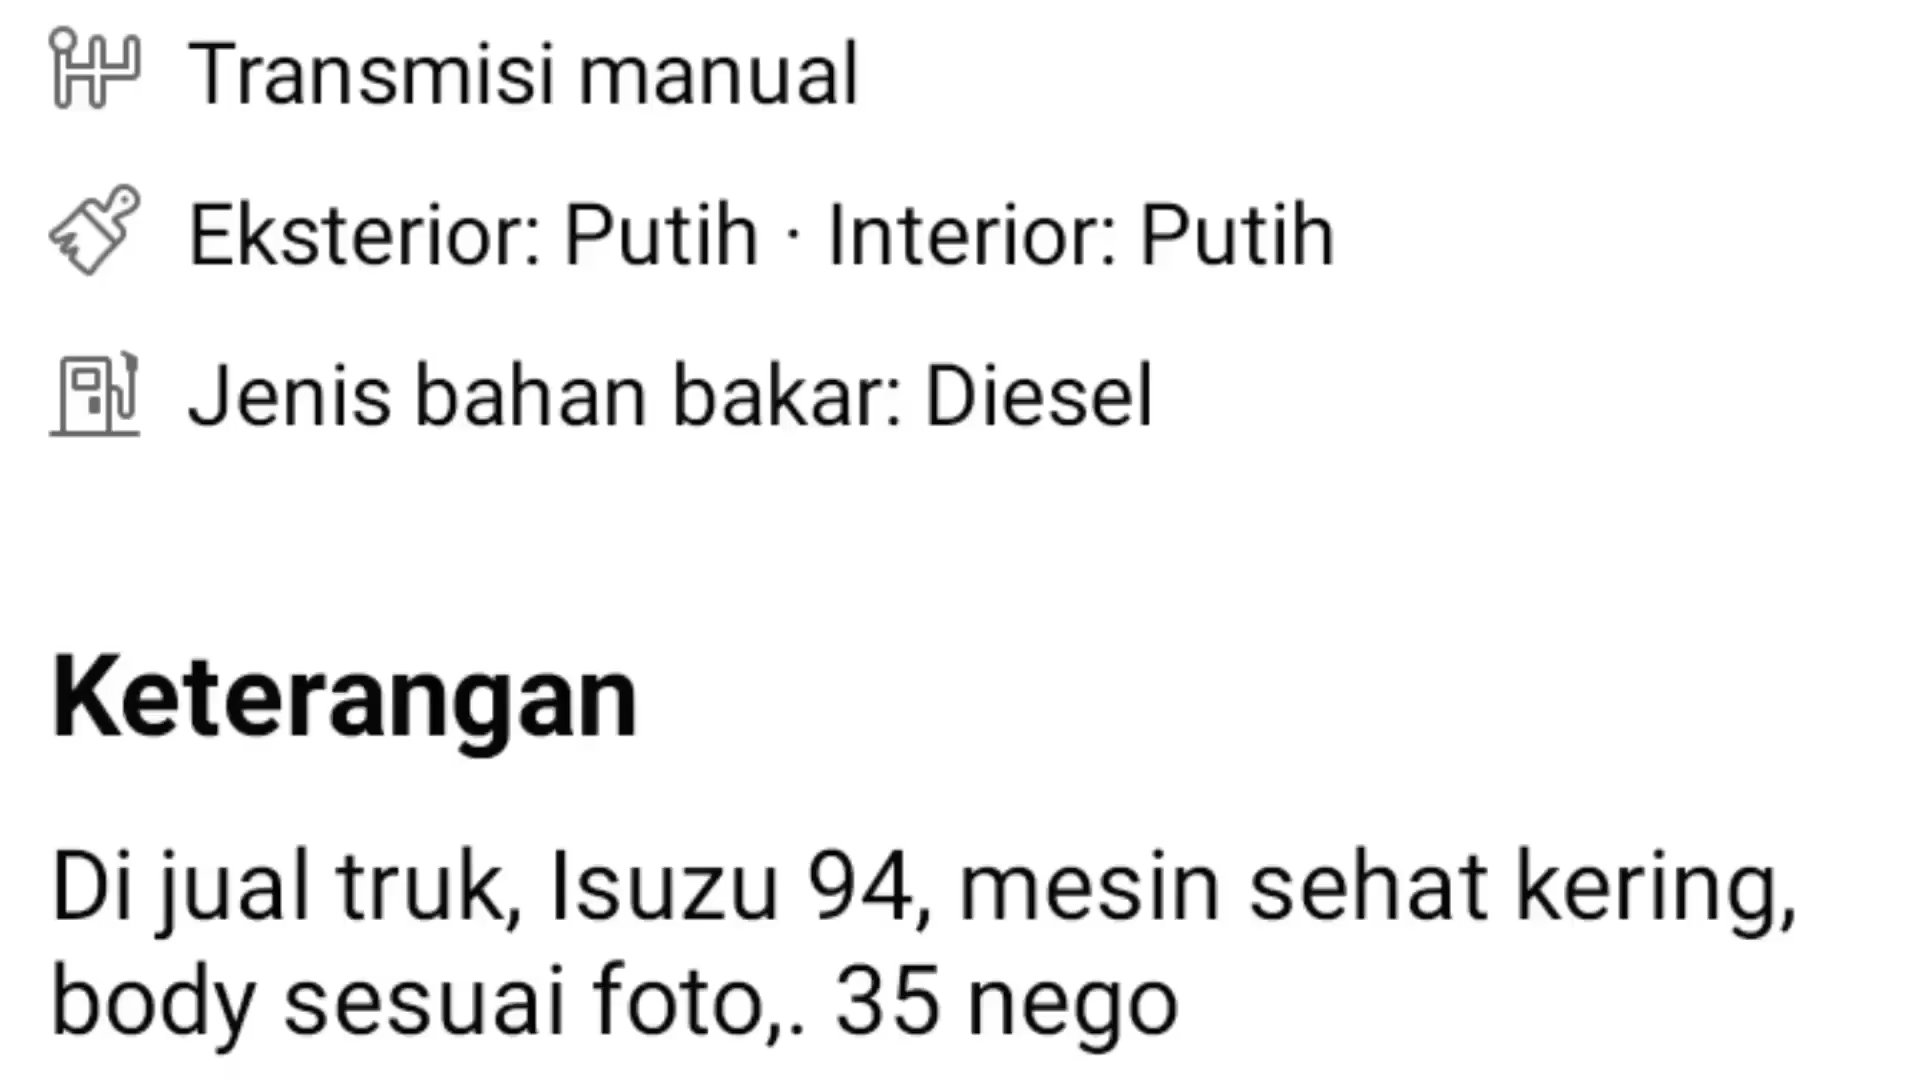 Transmisi manual
Eksterior: Putih · Interior: Putih
Jenis bahan bakar: Diesel
Keterangan
Di jual truk, Isuzu 94, mesin sehat kering,
body sesuai foto,. 35 nego